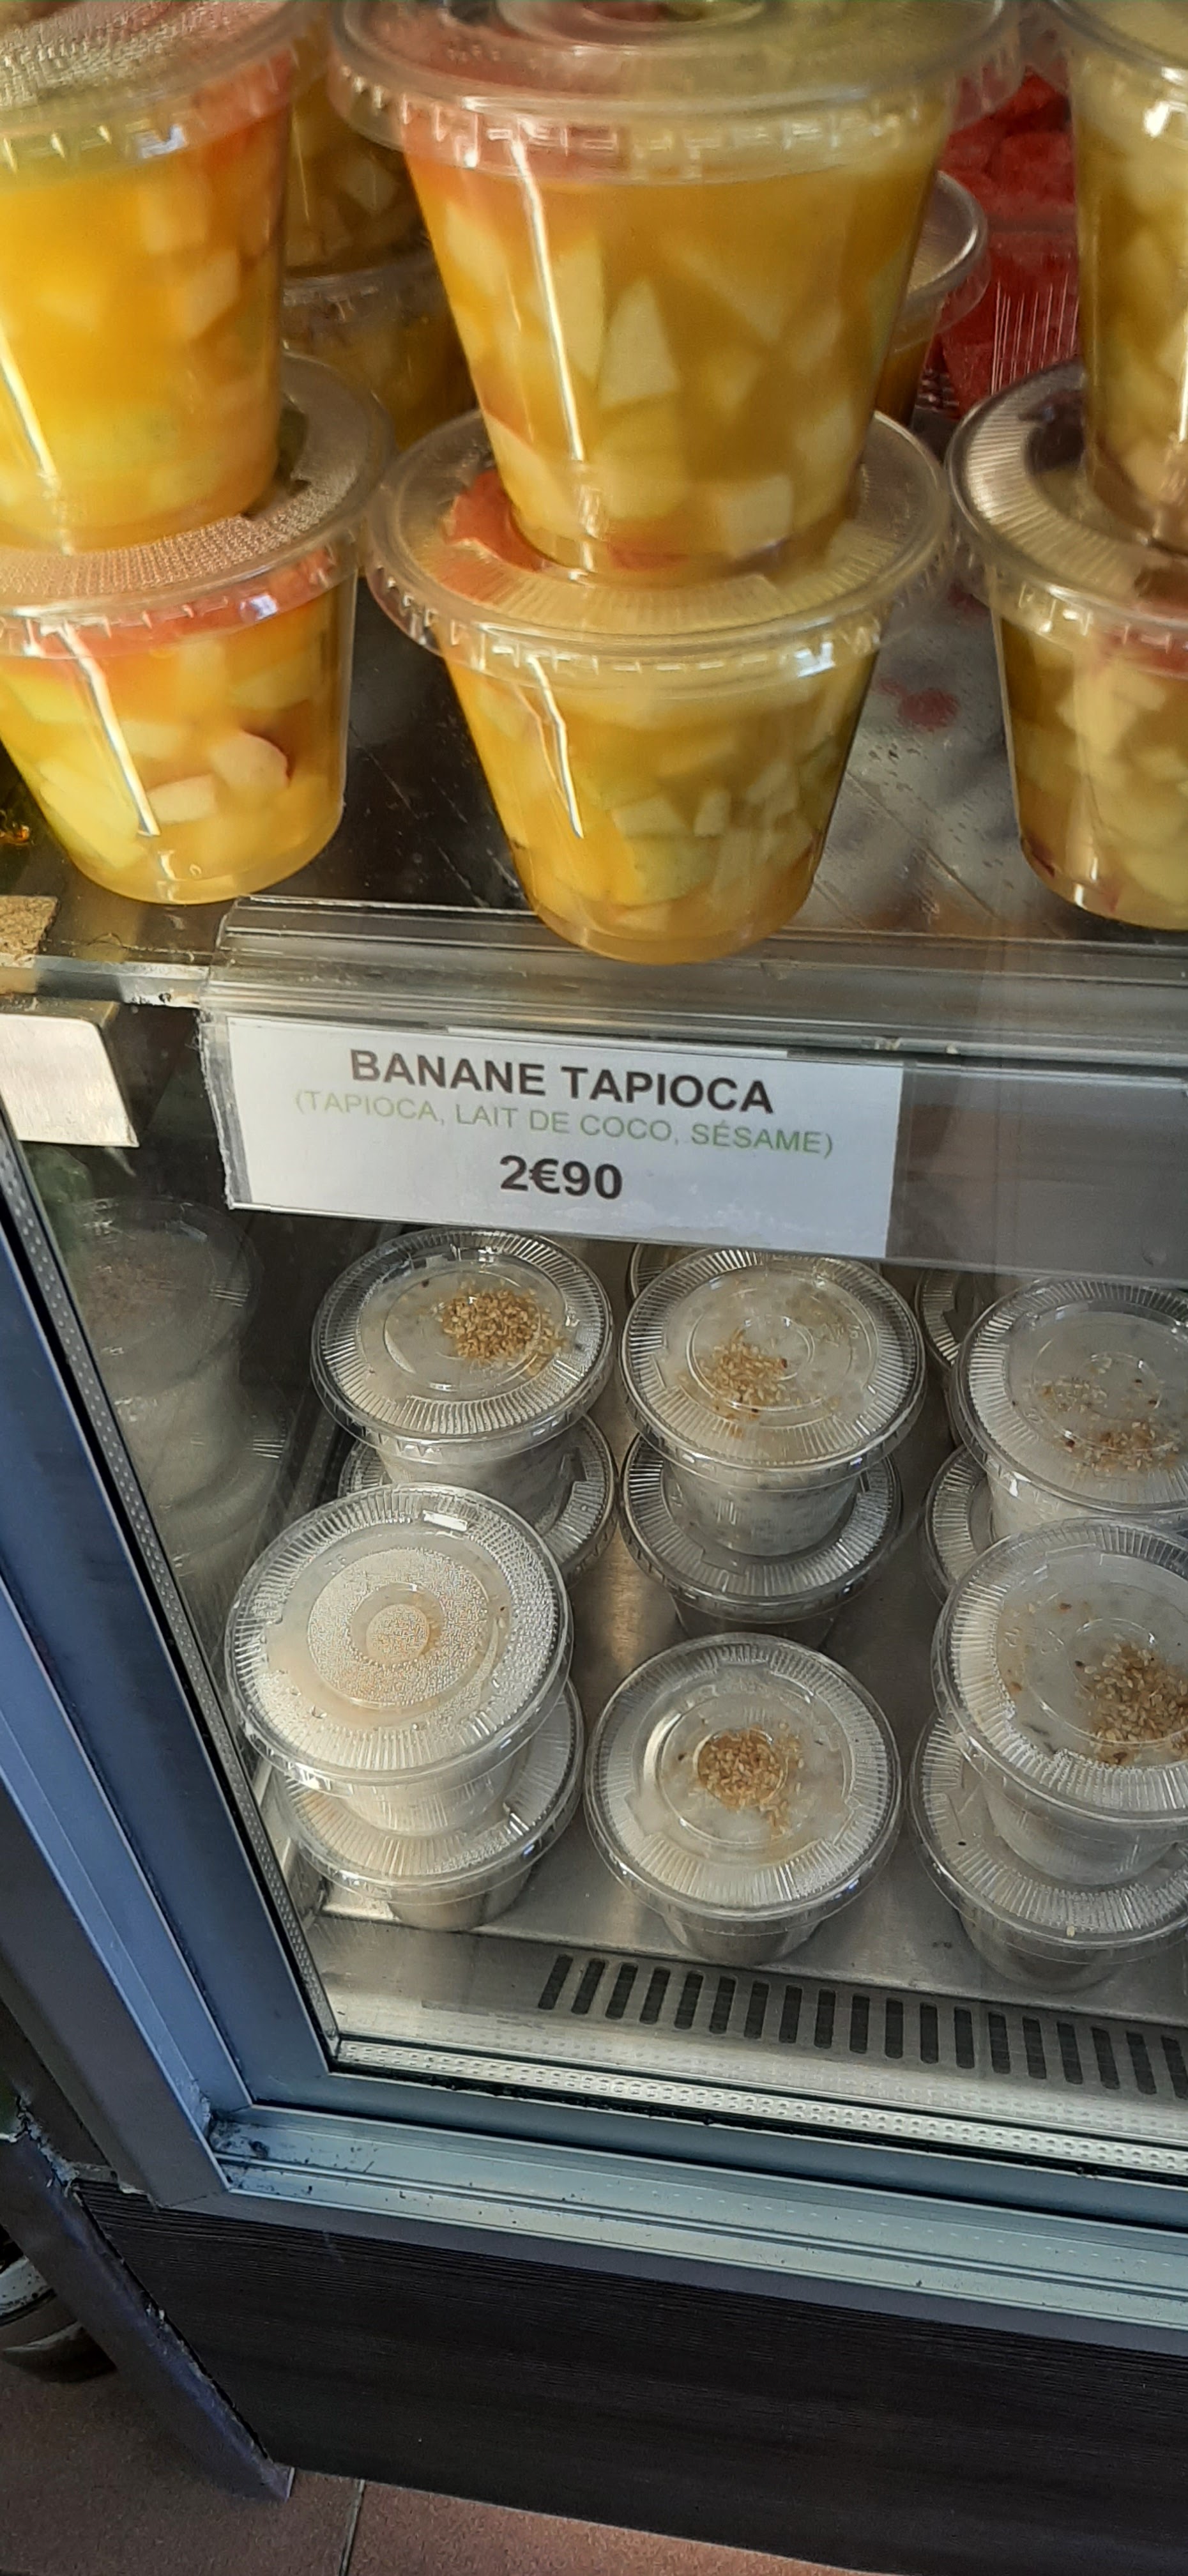 BANANE TAPIOCA
(TAPIOCA, LAIT DE COCO, SÉSAME)
2€90